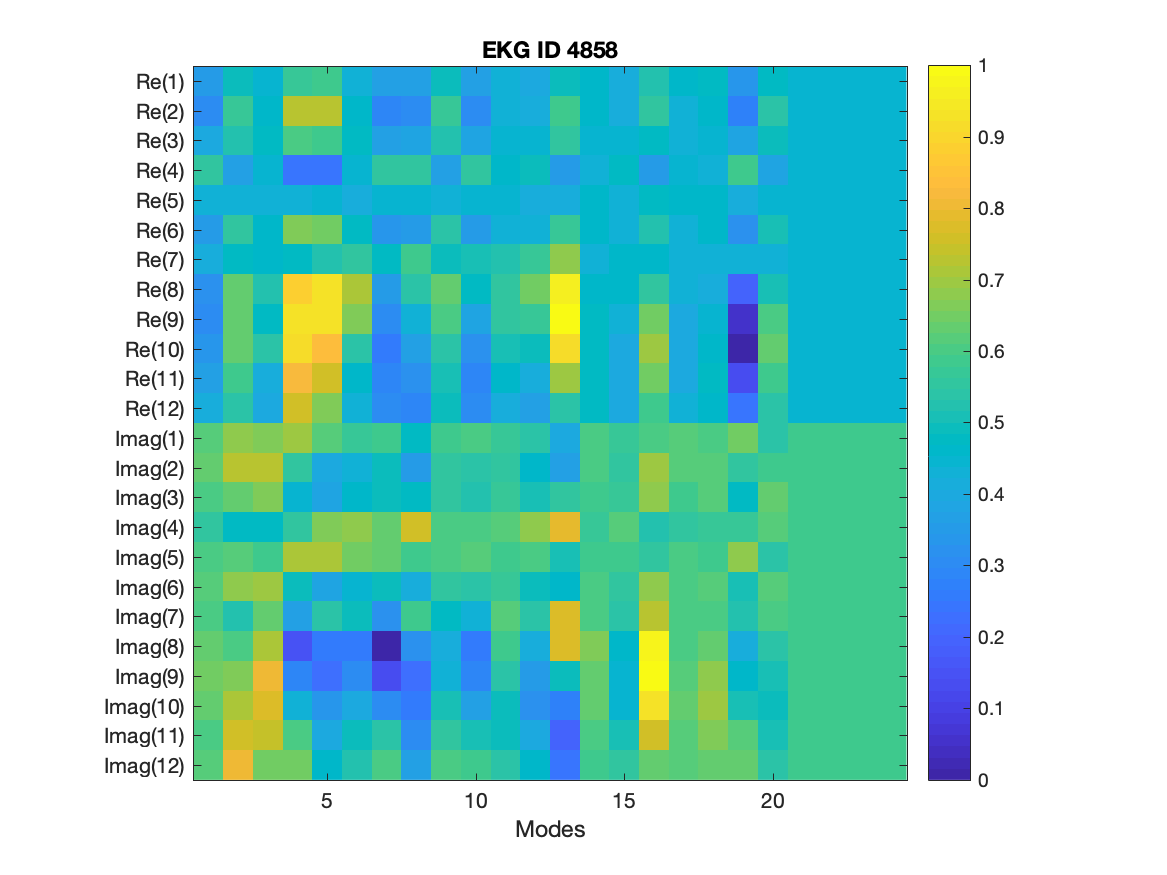 EKG ID 4858
Re(1)
Re(2)
Re(3)
Re(4)
Re(5)
Re(6)
Re(7)
Re(8)
Re(9)
Re(10)
Re(11)
Re(12)
Imag(1)
Imag(2)
Imag(3)
Imag(4)
Imag(5)
Imag(6)
Imag(7)
Imag(8)
Imag(9)
Imag(10)
Imag(11)
Imag(12)
5 10 15 20
Modes
1
0.9
0.8
0.7
0.6
0.5
0.4
0.3
0.2
0.1
0